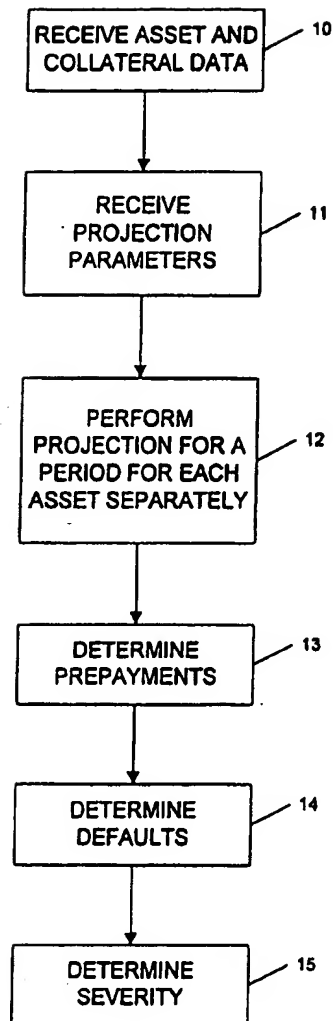 RECEIVE ASSET AND
COLLATERAL DATA
10
RECEIVE
PROJECTION
PARAMETERS
11
PERFORM
PROJECTION FOR A
PERIOD FOR EACH
ASSET SEPARATELY
12
DETERMINE
PREPAYMENTS
13
DETERMINE
DEFAULTS
14
DETERMINE
SEVERITY
15